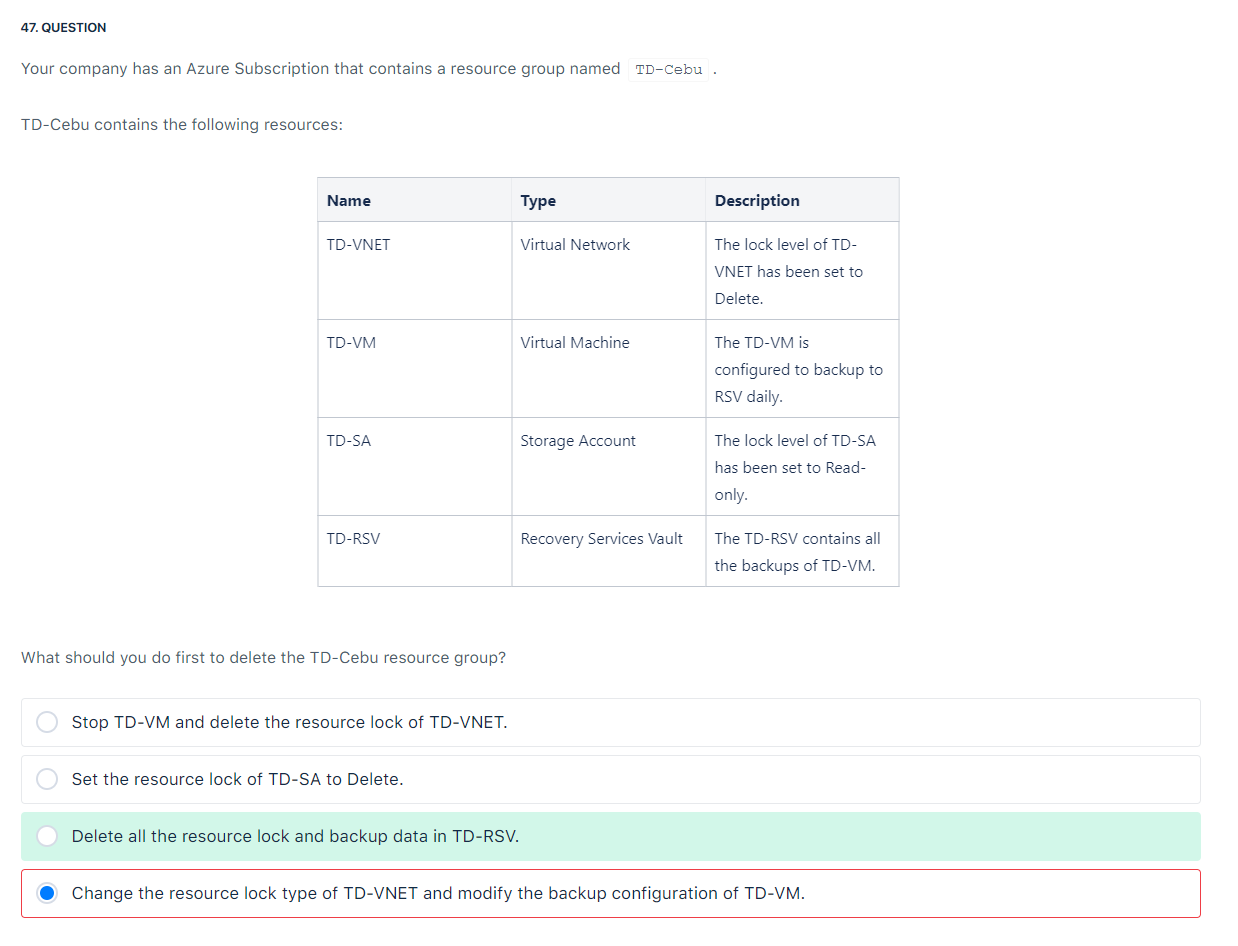 47. QUESTION
Your company has an Azure Subscription that contains a resource group named TD-Cebu .
TD-Cebu contains the following resources:
Name Type Description
TD-VNET Virtual Network The lock level of TD-
VNET has been set to
Delete.
TD-VM Virtual Machine The TD-VM is
configured to backup to
RSV daily.
TD-SA Storage Account The lock level of TD-SA
has been set to Read-
only.
TD-RSV Recovery Services Vault The TD-RSV contains all
the backups of TD-VM.
What should you do first to delete the TD-Cebu resource group?
Stop TD-VM and delete the resource lock of TD-VNET.
Set the resource lock of TD-SA to Delete.
Delete all the resource lock and backup data in TD-RSV.
Change the resource lock type of TD-VNET and modify the backup configuration of TD-VM.